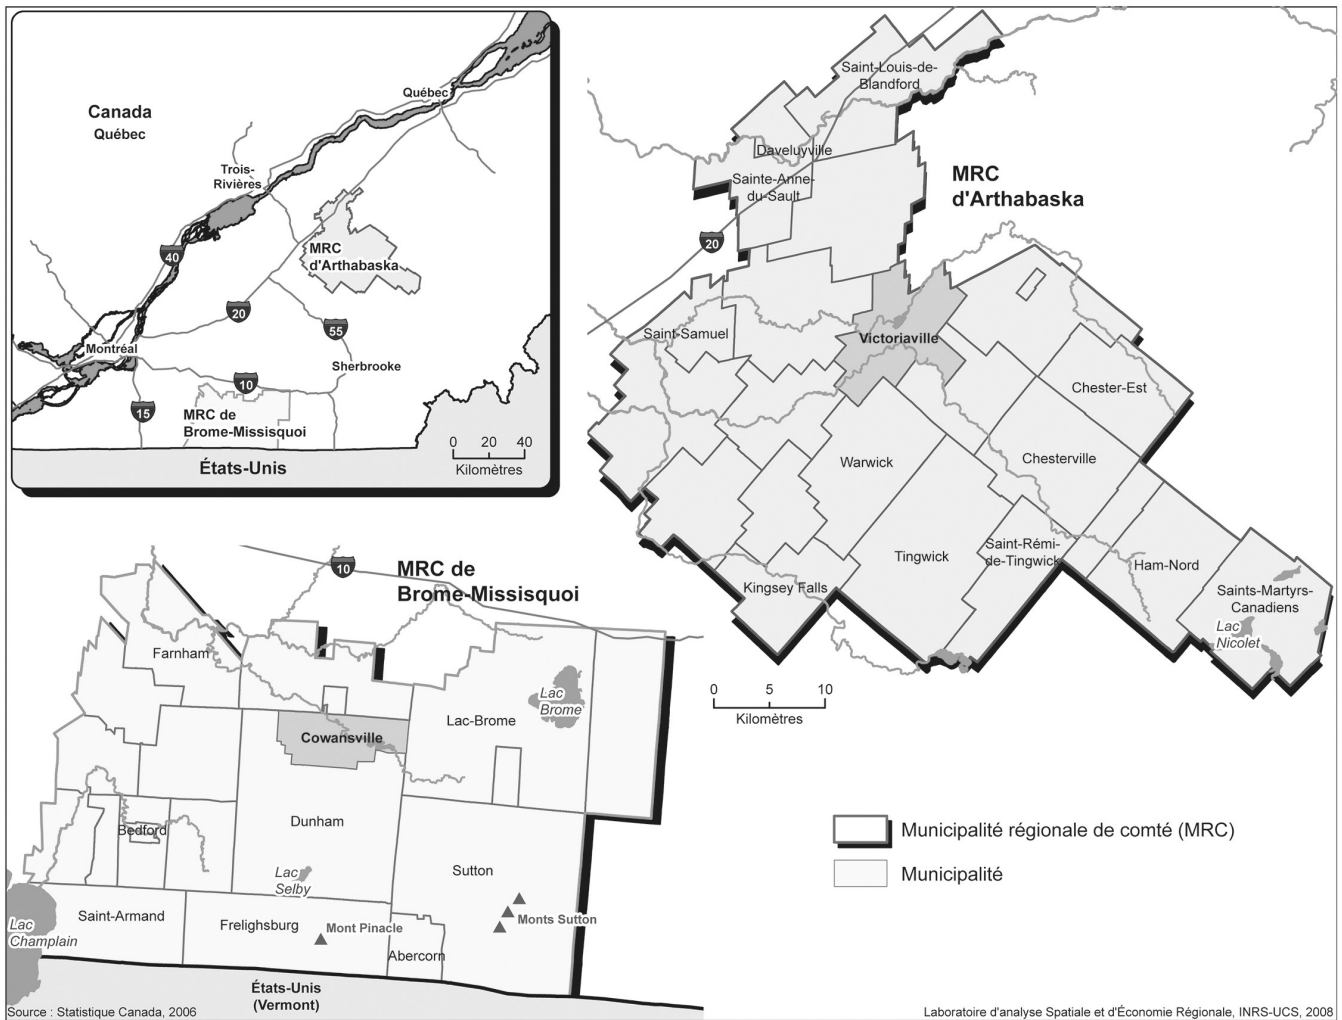 Canada
Québec
Québec
Trois-
Rivières
40
MRC
d'Arthabaska
20
55
Montréal
Sherbrooke
10
15
MRC de
Brome-Missisquoi
0 20 40
Kilomètres
États-Unis
Saint-Louis-de-
Blandford
Daveluyville
Sainte-Anne-
du-Sault
MRC
d'Arthabaska
20
Saint-Samuel
Victoriaville
Chester-Est
Warwick
Chesterville
Tingwick
Saint-Rémi-
de-Tingwick
Ham-Nord
Kingsey Falls
Saints-Martyrs-
Canadiens
Lac
Nicolet
0 5 10
Kilomètres
10
MRC de
Brome-Missisquoi
Farnham
Lac
Brome
Lac-Brome
Cowansville
Bedford
Dunham
Lac
Selby
Sutton
Saint-Armand
Frelighsburg
Mont Pinacle
Monts Sutton
Lac
Champlain
Abercorn
États-Unis
(Vermont)
Municipalité régionale de comté (MRC)
Municipalité
Source : Statistique Canada, 2006
Laboratoire d'analyse Spatiale et d'Économie Régionale, INRS-UCS, 2008